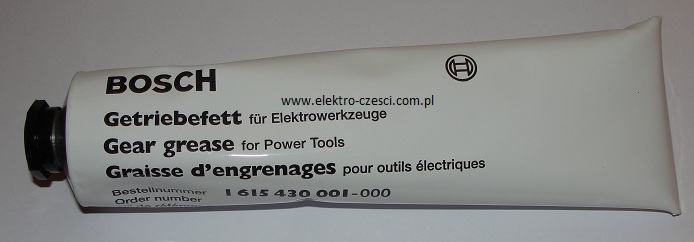 BOSCH
www.elektro-czesci.com.pl
Getriebefett für Elektrowerkzeuge
Gear grease for Power Tools
Graisse d'engrenages pour outils électriques
Bestellnummer
Order number 1 615 430 001-000